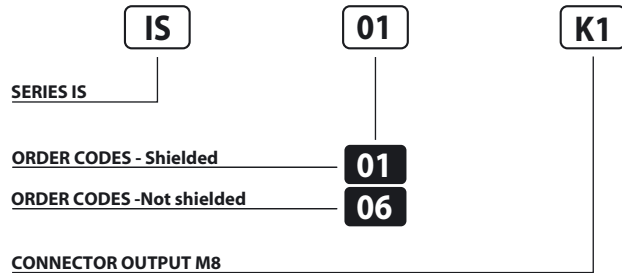 IS 01 K1
SERIES IS
ORDER CODES - Shielded 01
ORDER CODES -Not shielded 06
CONNECTOR OUTPUT M8